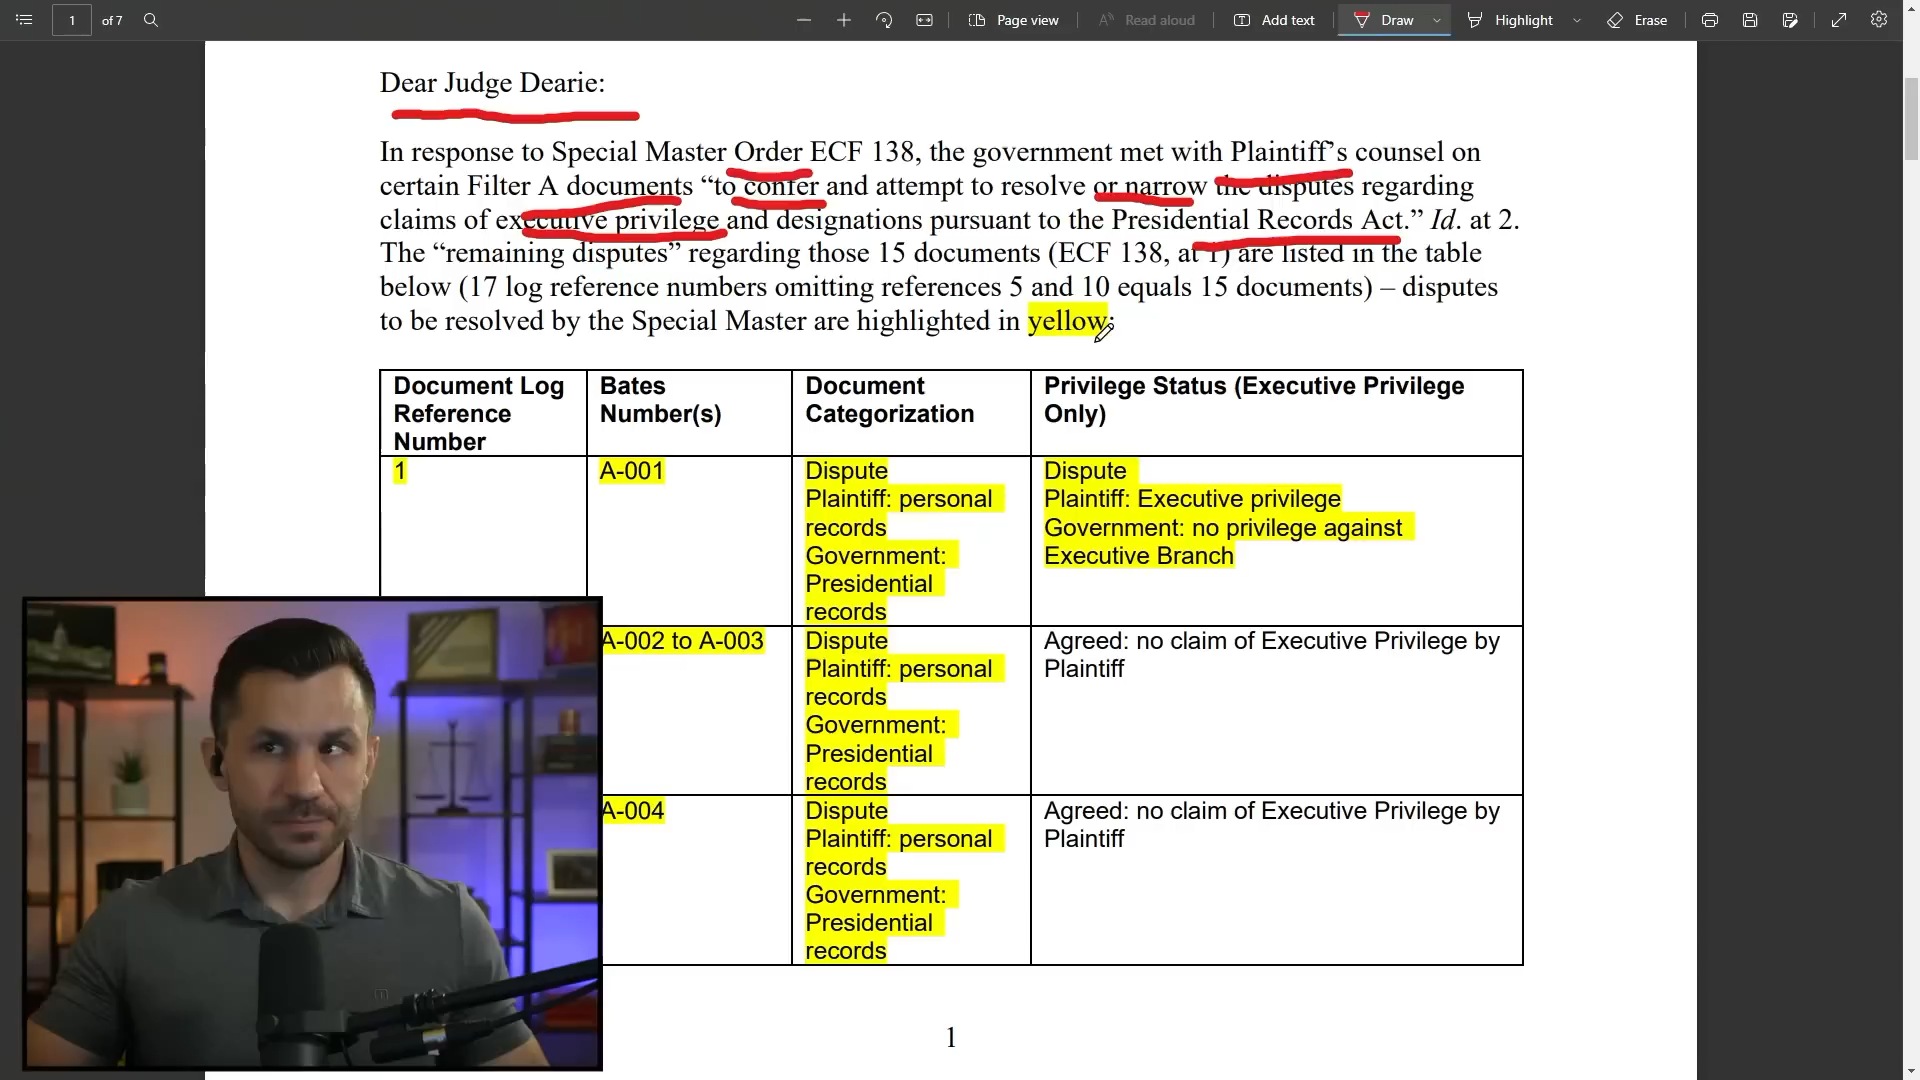 1 of 7 Page view Read aloud Add text Draw Highlight Erase
Dear Judge Dearie:
In response to Special Master Order ECF 138, the government met with Plaintiff’s counsel on
certain Filter A documents “to confer and attempt to resolve or narrow the disputes regarding
claims of executive privilege and designations pursuant to the Presidential Records Act.” Id. at 2.
The “remaining disputes” regarding those 15 documents (ECF 138, at 1) are listed in the table
below (17 log reference numbers omitting references 5 and 10 equals 15 documents) – disputes
to be resolved by the Special Master are highlighted in yellow:
Document Log
Reference
Number
Bates
Number(s)
Document
Categorization
Privilege Status (Executive Privilege
Only)
1
A-001
Dispute
Plaintiff: personal
records
Government:
Presidential
records
Dispute
Plaintiff: Executive privilege
Government: no privilege against
Executive Branch
A-002 to A-003
Dispute
Plaintiff: personal
records
Government:
Presidential
records
Agreed: no claim of Executive Privilege by
Plaintiff
A-004
Dispute
Plaintiff: personal
records
Government:
Presidential
records
Agreed: no claim of Executive Privilege by
Plaintiff
1